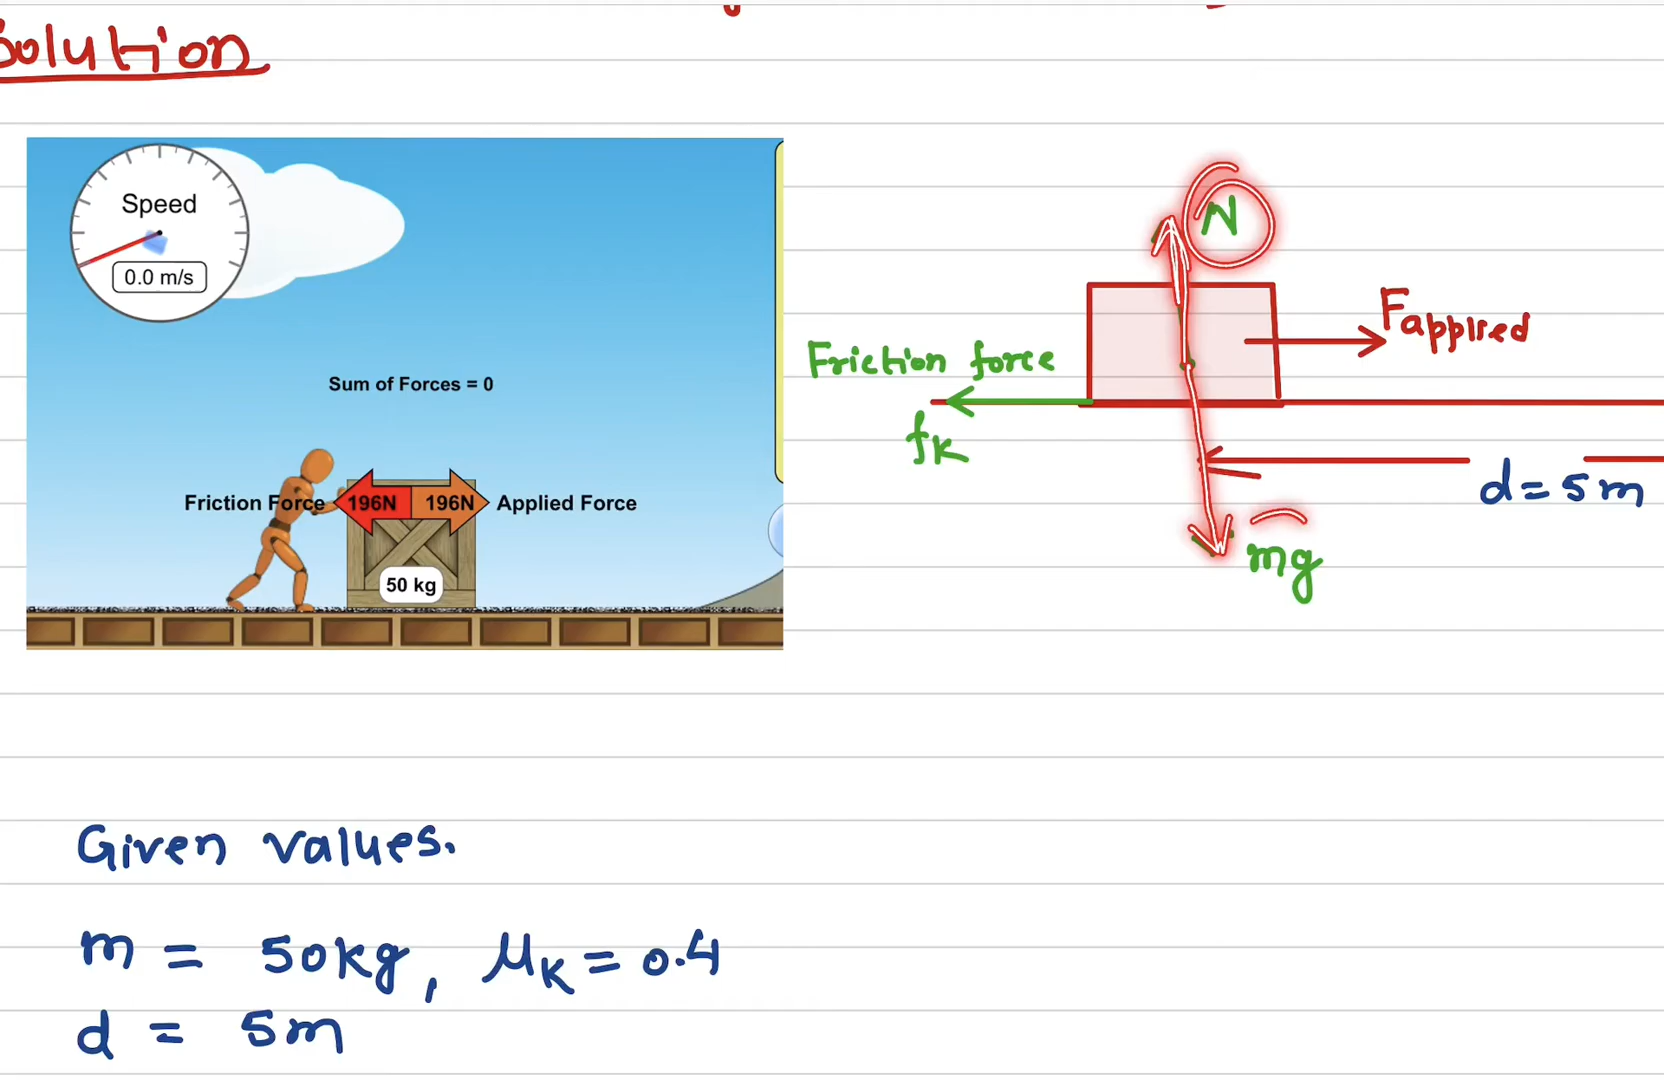 Solution
Speed
0.0 m/s
Sum of Forces = 0
Friction Force 196N 196N Applied Force
50 kg
N
Fapplied
Friction force
fK
d = 5m
mg
Given values.
m = 50kg, μK = 0.4
d = 5m